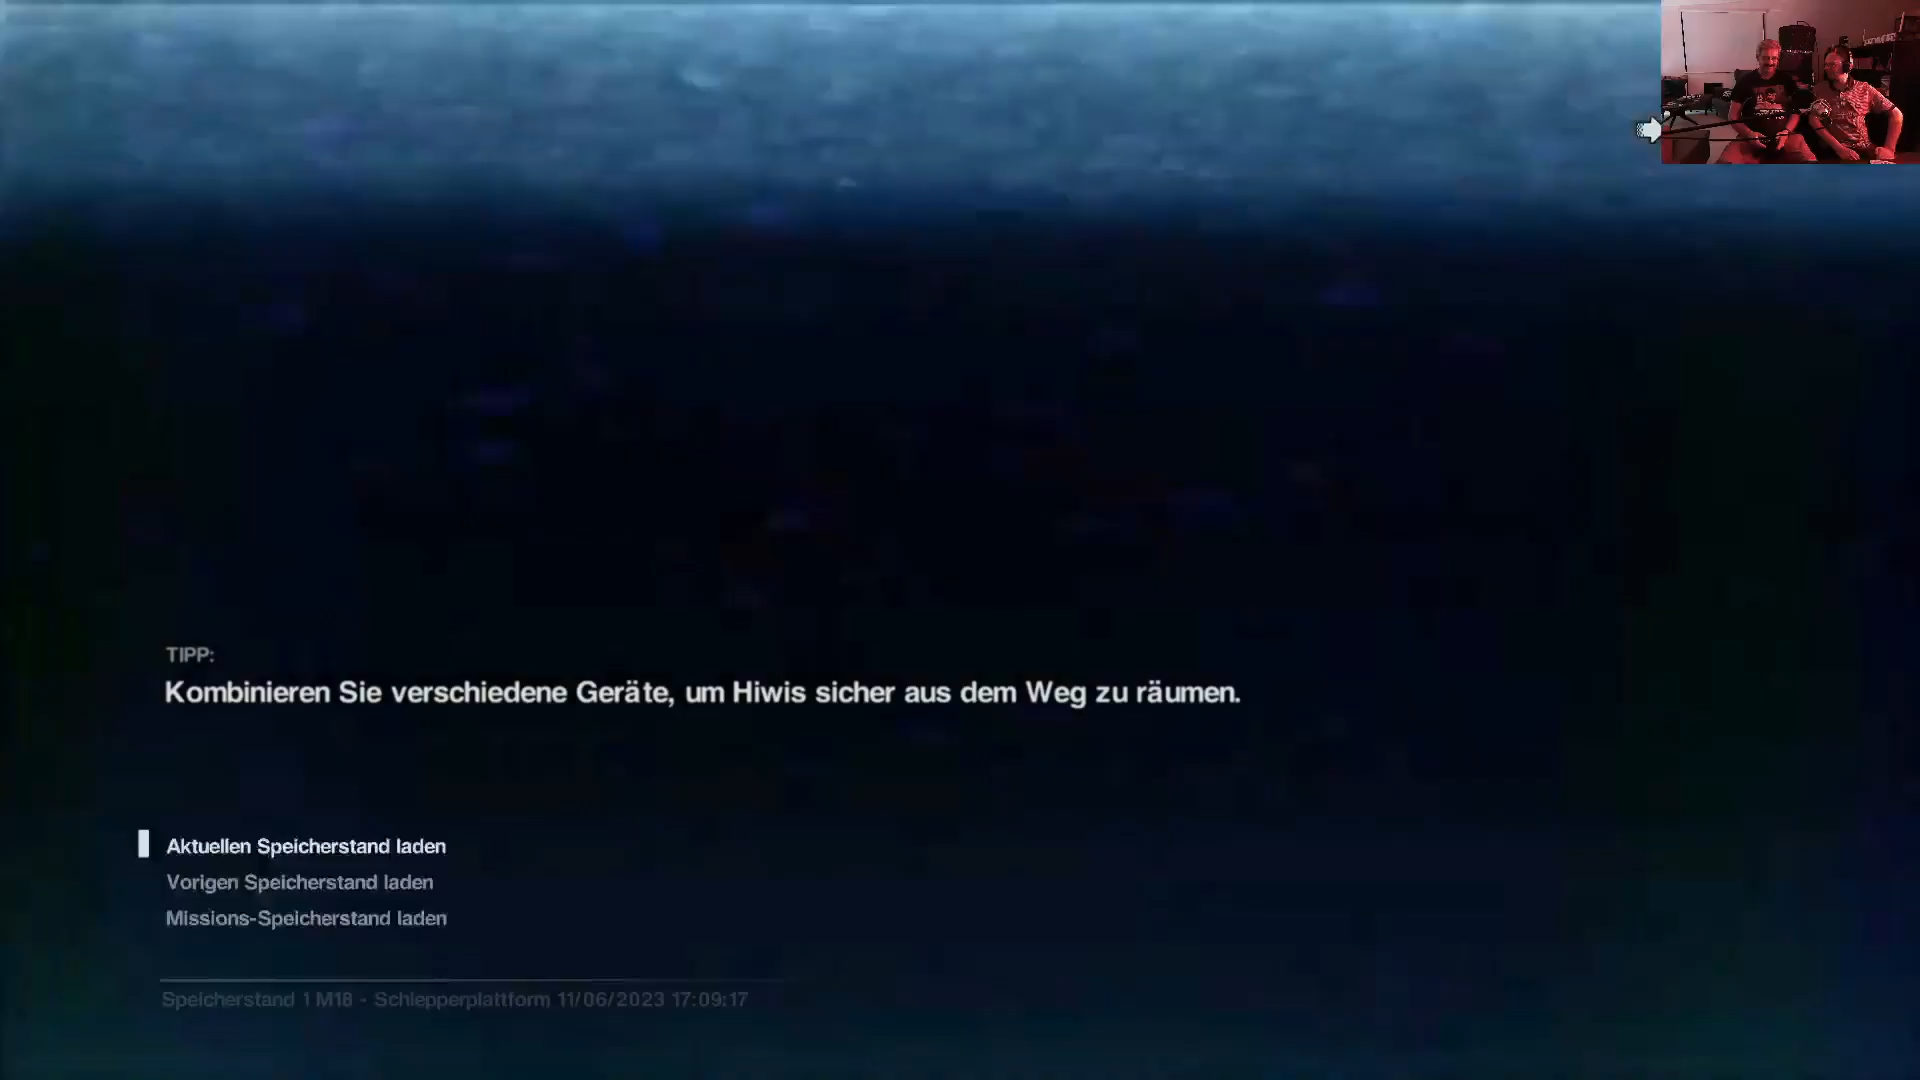 TIPP:
Kombinieren Sie verschiedene Geräte, um Hiwis sicher aus dem Weg zu räumen.
Aktuellen Speicherstand laden
Vorigen Speicherstand laden
Missions-Speicherstand laden
Speicherstand 1 M18 - Schlepperplattform 11/06/2023 17:09:17